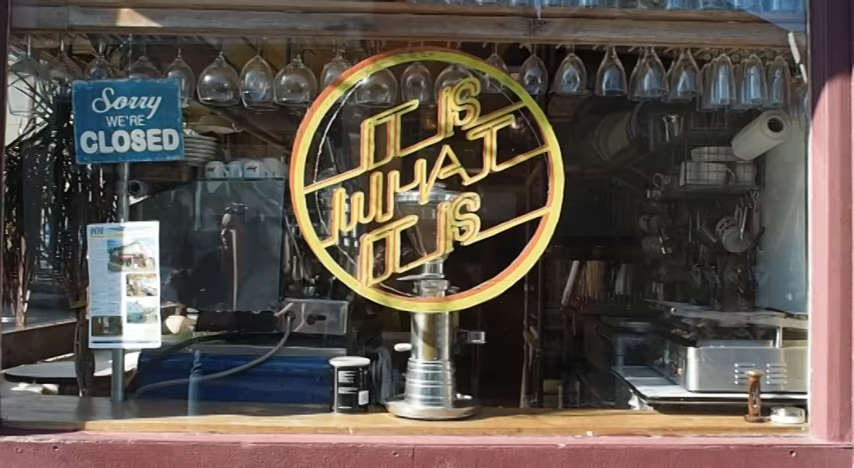 Sorry
WE'RE
CLOSED
IT IS
WHAT
IT IS